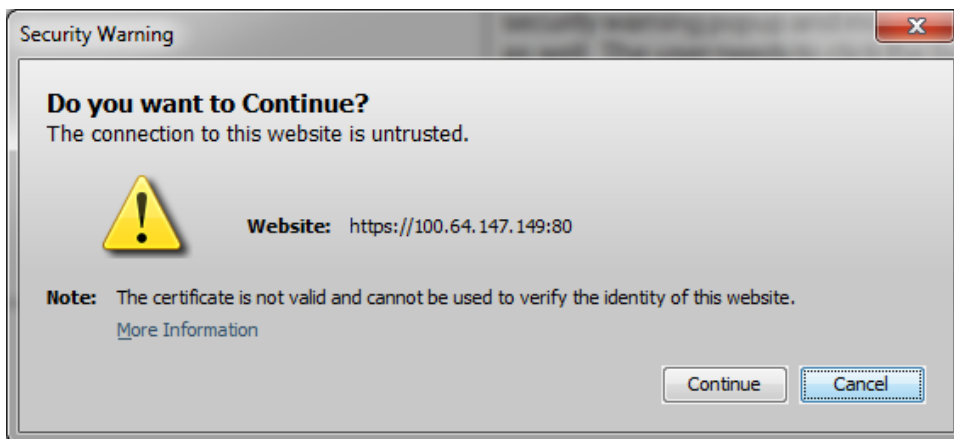 Security Warning
Do you want to Continue?
The connection to this website is untrusted.
Website: https://100.64.147.149:80
Note: The certificate is not valid and cannot be used to verify the identity of this website.
More Information
Continue Cancel